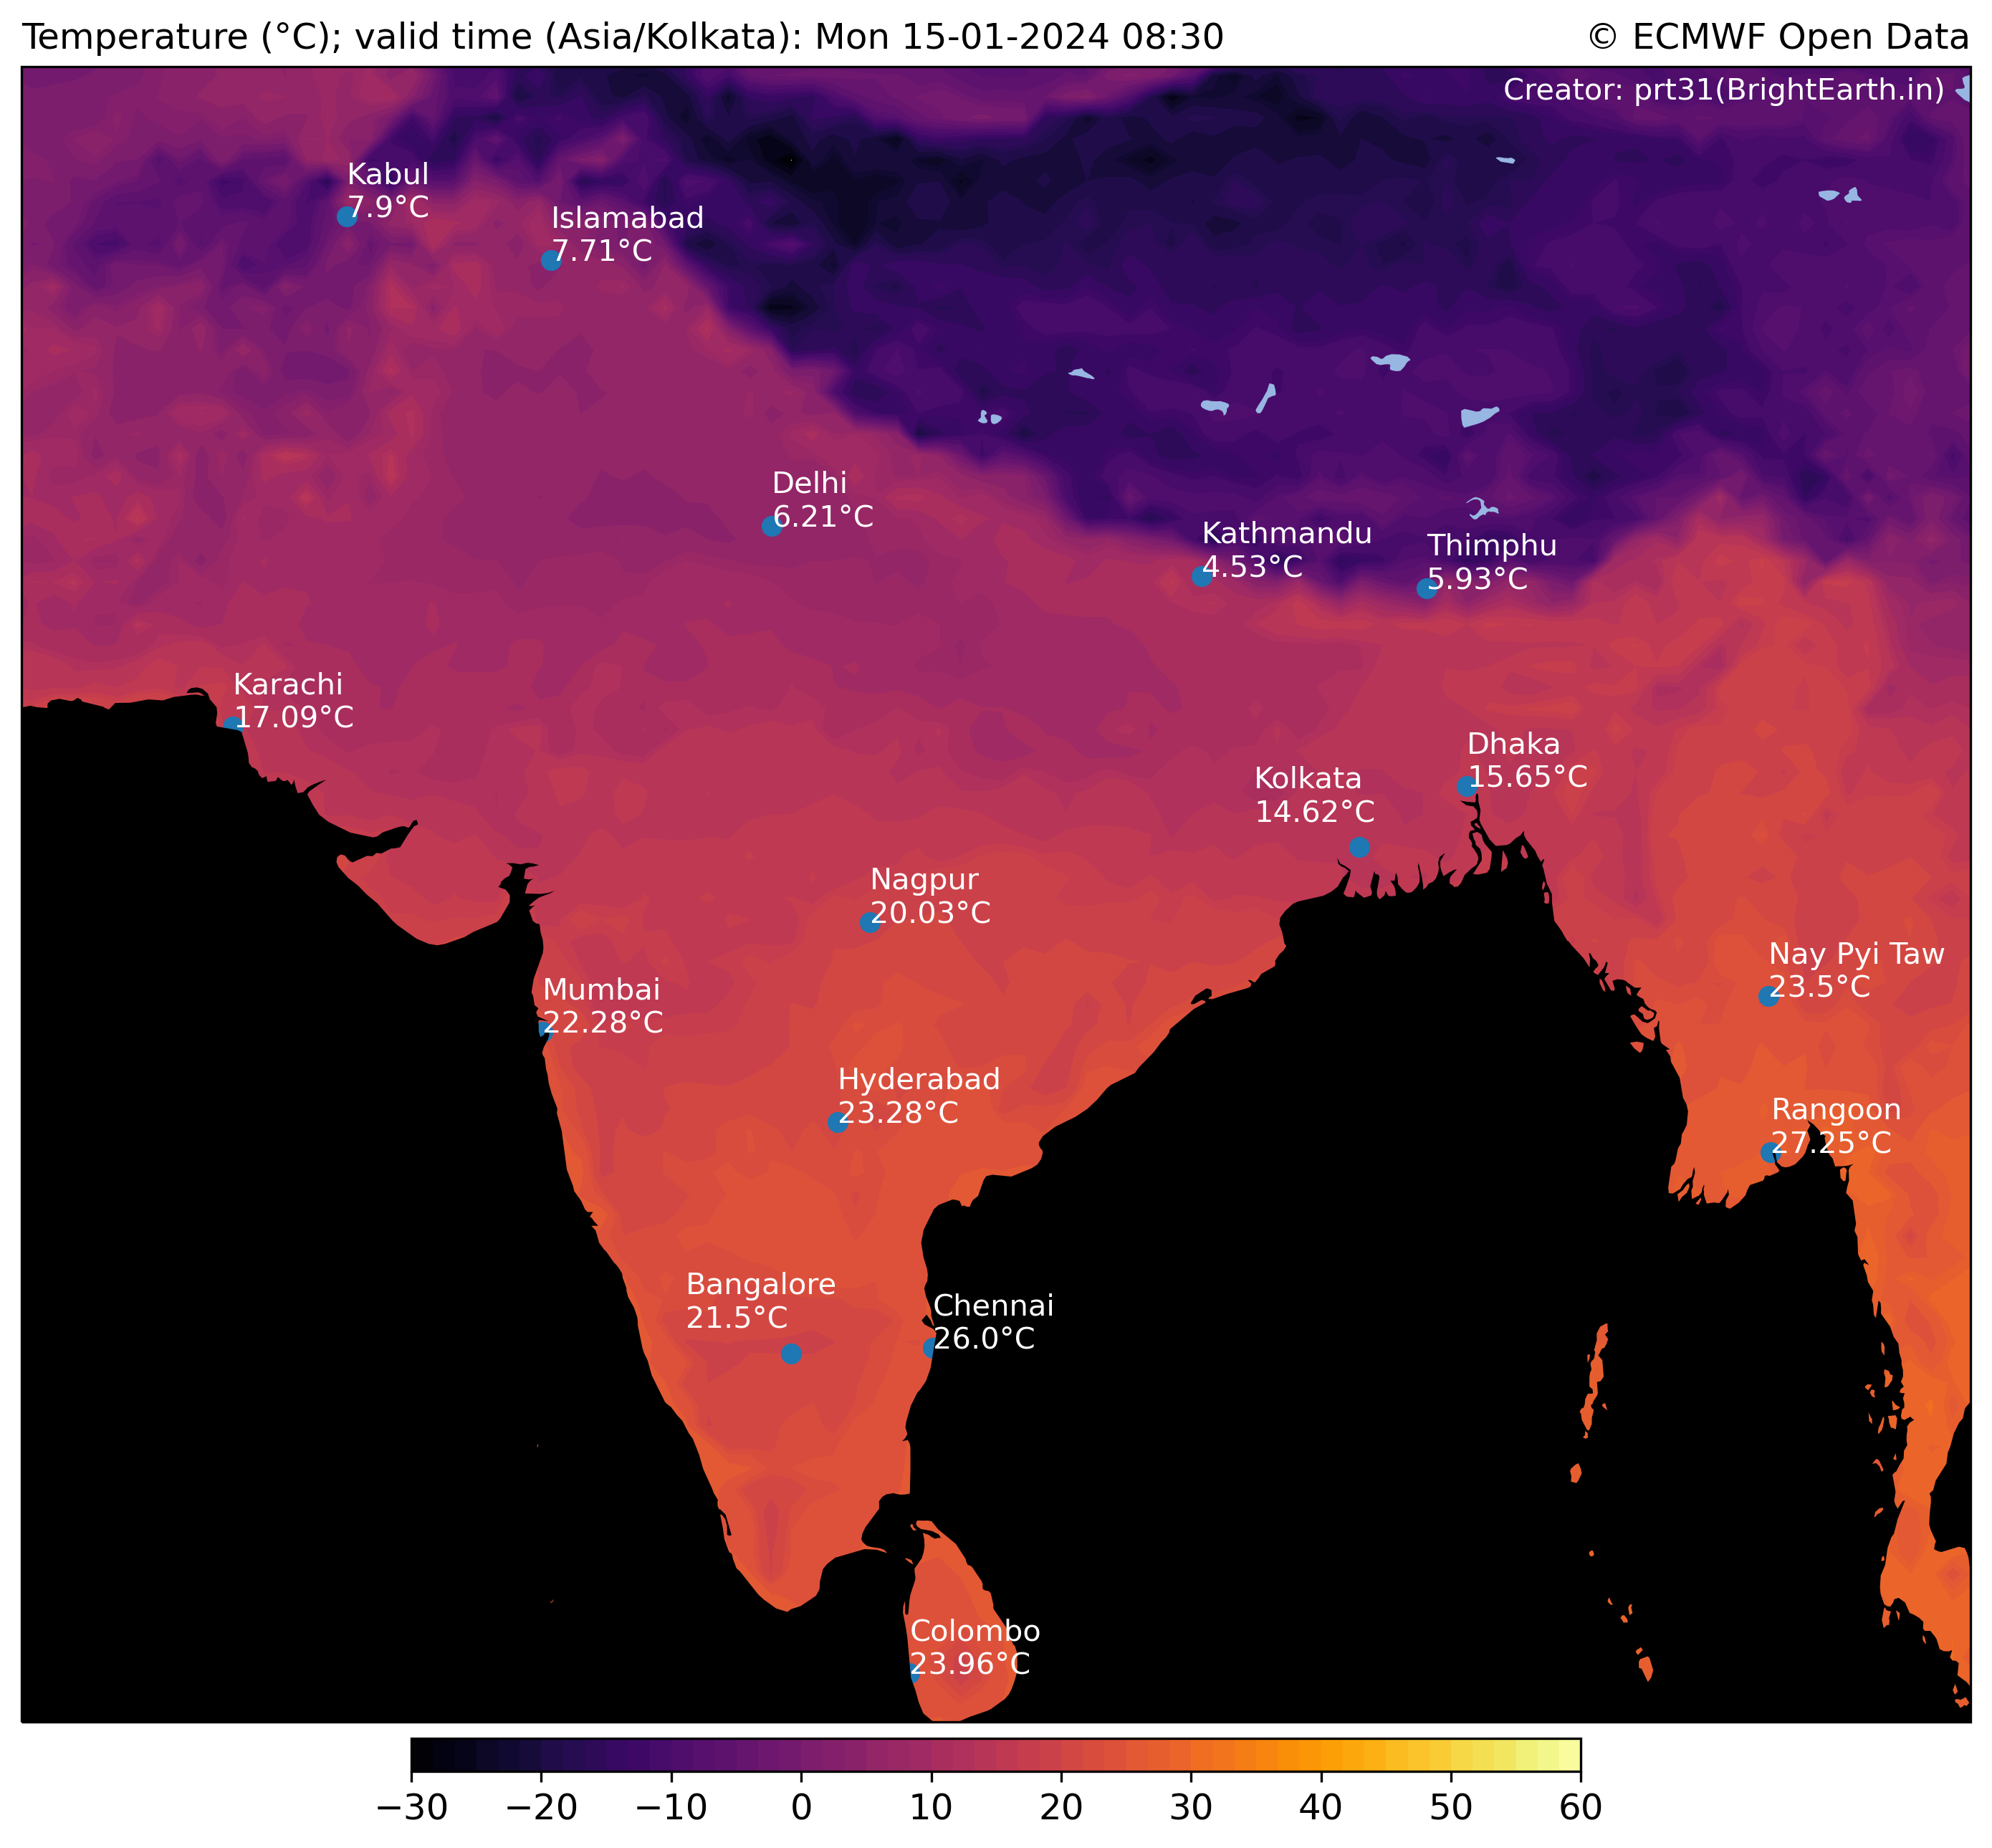 Temperature (°C); valid time (Asia/Kolkata): Mon 15-01-2024 08:30
© ECMWF Open Data
Creator: prt31(BrightEarth.in)
Kabul
7.9°C
Islamabad
7.71°C
Delhi
6.21°C
Kathmandu
4.53°C
Thimphu
5.93°C
Karachi
17.09°C
Dhaka
15.65°C
Kolkata
14.62°C
Nagpur
20.03°C
Nay Pyi Taw
23.5°C
Mumbai
22.28°C
Hyderabad
23.28°C
Rangoon
27.25°C
Bangalore
21.5°C
Chennai
26.0°C
Colombo
23.96°C
−30 −20 −10 0 10 20 30 40 50 60